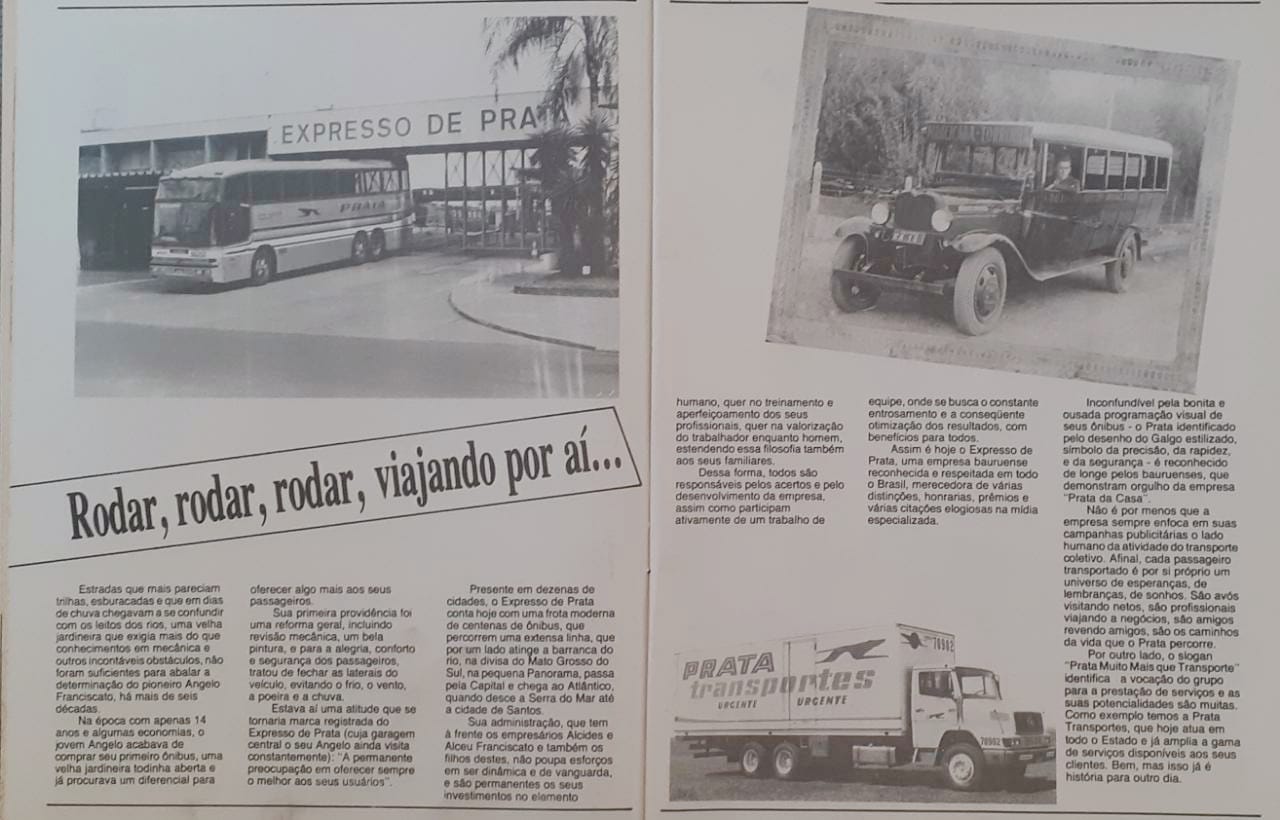 EXPRESSO DE PRATA
PRATA
Rodar, rodar, rodar, viajando por aí...
Estradas que mais pareciam
trilhas, esburacadas e que em dias
de chuva chegavam a se confundir
com os leitos dos rios, uma velha
jardineira que exigia mais do que
conhecimentos em mecânica e
outros incontáveis obstáculos, não
foram suficientes para abalar a
determinação do pioneiro Angelo
Franciscato, há mais de seis
décadas.
Na época com apenas 14
anos e algumas economias, o
jovem Angelo acabava de
comprar seu primeiro ônibus, uma
velha jardineira todinha aberta e
já procurava um diferencial para
oferecer algo mais aos seus
passageiros.
Sua primeira providência foi
uma reforma geral, incluindo
revisão mecânica, um bela
pintura, e para a alegria, conforto
e segurança dos passageiros,
tratou de fechar as laterais do
veículo, evitando o frio, o vento,
a poeira e a chuva.
Estava aí uma atitude que se
tornaria marca registrada do
Expresso de Prata (cuja garagem
central o seu Angelo ainda visita
constantemente): "A permanente
preocupação em oferecer sempre
o melhor aos seus usuários".
Presente em dezenas de
cidades, o Expresso de Prata
conta hoje com uma frota moderna
de centenas de ônibus, que
percorrem uma extensa linha, que
por um lado atinge a barranca do
rio, na divisa do Mato Grosso do
Sul, na pequena Panorama, passa
pela Capital e chega ao Atlântico,
quando desce a Serra do Mar até
a cidade de Santos.
Sua administração, que tem
à frente os empresários Alcides e
Alceu Franciscato e também os
filhos destes, não poupa esforços
em ser dinâmica e de vanguarda,
e são permanentes os seus
investimentos no elemento
humano, quer no treinamento e
aperfeiçoamento dos seus
profissionais, quer na valorização
do trabalhador enquanto homem,
estendendo essa filosofia também
aos seus familiares.
Dessa forma, todos são
responsáveis pelos acertos e pelo
desenvolvimento da empresa,
assim como participam
ativamente de um trabalho de
equipe, onde se busca o constante
entrosamento e a conseqüente
otimização dos resultados, com
benefícios para todos.
Assim é hoje o Expresso de
Prata, uma empresa bauruense
reconhecida e respeitada em todo
o Brasil, merecedora de várias
distinções, honrarias, prêmios e
várias citações elogiosas na mídia
especializada.
Inconfundível pela bonita e
ousada programação visual de
seus ônibus - o Prata identificado
pelo desenho do Galgo estilizado,
símbolo da precisão, da rapidez,
e da segurança - é reconhecido
de longe pelos bauruenses, que
demonstram orgulho da empresa
"Prata da Casa".
Não é por menos que a
empresa sempre enfoca em suas
campanhas publicitárias o lado
humano da atividade do transporte
coletivo. Afinal, cada passageiro
transportado é por si próprio um
universo de esperanças, de
lembranças, de sonhos. São avós
visitando netos, são profissionais
viajando a negócios, são amigos
revendo amigos, são os caminhos
da vida que o Prata percorre.
Por outro lado, o slogan
"Prata Muito Mais que Transporte"
identifica a vocação do grupo
para a prestação de serviços e as
suas potencialidades são muitas.
Como exemplo temos a Prata
Transportes, que hoje atua em
todo o Estado e já amplia a gama
de serviços disponíveis aos seus
clientes. Bem, mas isso já é
história para outro dia.
PRATA
transportes
URGENTE URGENTE
70902
70902